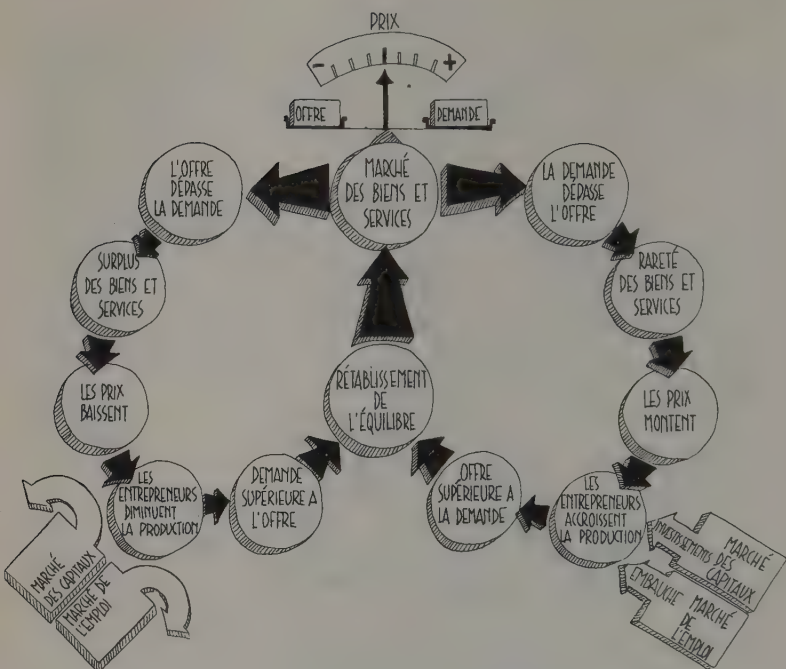 PRIX
- +
OFFRE
DEMANDE
MARCHÉ
DES BIENS ET
SERVICES
L'OFFRE
DÉPASSE
LA DEMANDE
SURPLUS
DES BIENS ET
SERVICES
LES PRIX
BAISSENT
LES
ENTREPRENEURS
DIMINUENT
LA PRODUCTION
DEMANDE
SUPÉRIEURE A
L'OFFRE
MARCHÉ
DES CAPITAUX
MARCHÉ DE
L'EMPLOI
RÉTABLISSEMENT
DE
L'ÉQUILIBRE
LA DEMANDE
DÉPASSE
L'OFFRE
RARETÉ
DES BIENS ET
SERVICES
LES PRIX
MONTENT
LES
ENTREPRENEURS
ACCROISSENT
LA PRODUCTION
OFFRE
SUPÉRIEURE A
LA DEMANDE
INVESTISSEMENTS
MARCHÉ
DES
CAPITAUX
EMBAUCHE
MARCHÉ
DE
L'EMPLOI